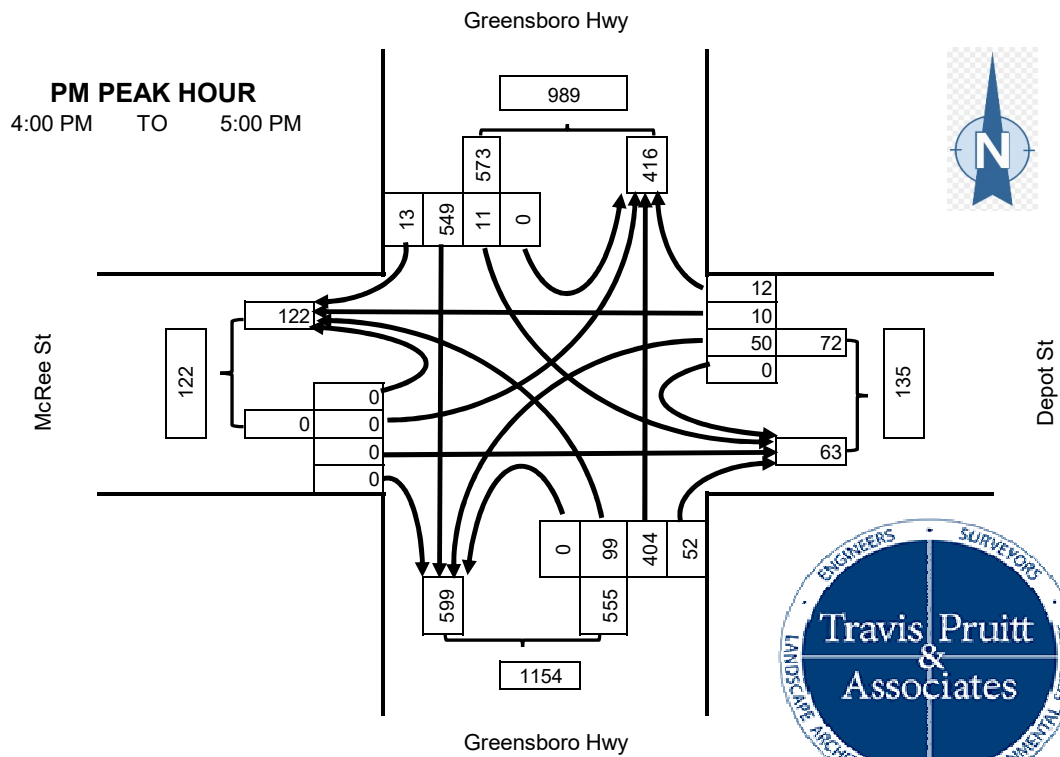 Greensboro Hwy
PM PEAK HOUR
4:00 PM TO 5:00 PM
989
573
416
13 549 11 0
N
122
12
10
50 72
0
McRee St
122
0
0 0
0
0
135
Depot St
63
0 99 404 52
599
555
1154
Greensboro Hwy
ENGINEERS · SURVEYORS
Travis Pruitt
&
Associates
LANDSCAPE